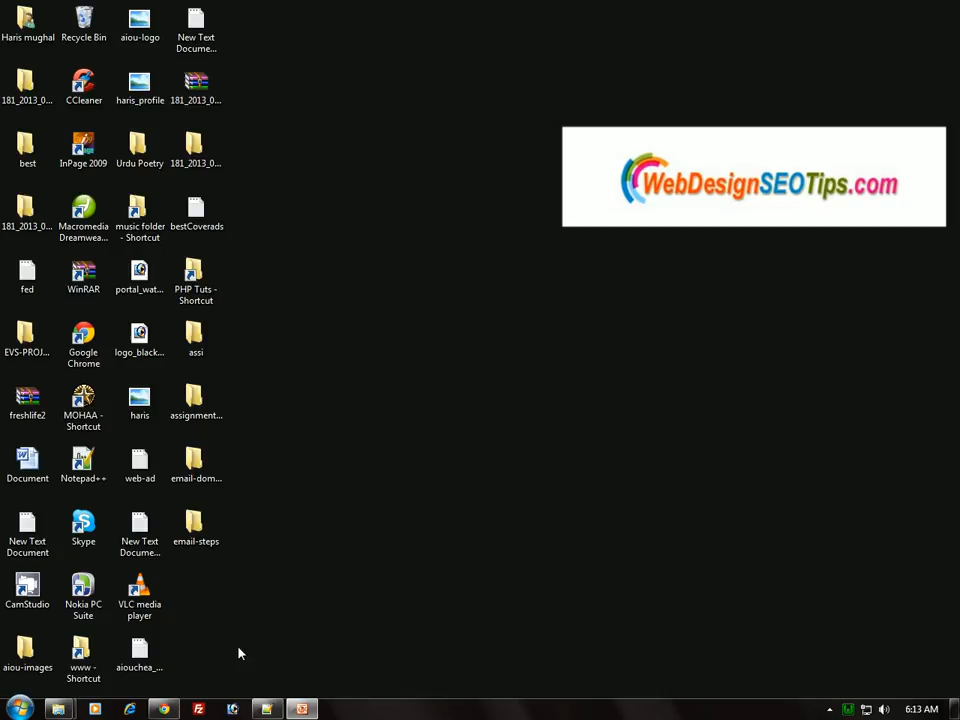 Haris mughal
Recycle Bin
aiou-logo
New Text
Docume...
181_2013_0...
CCleaner
haris_profile
181_2013_0...
best
InPage 2009
Urdu Poetry
181_2013_0...
181_2013_0...
Macromedia
Dreamwea...
music folder
- Shortcut
bestCoverads
fed
WinRAR
portal_wat...
PHP Tuts -
Shortcut
EVS-PROJ...
Google
Chrome
logo_black...
assi
freshlife2
MOHAA -
Shortcut
haris
assignment...
Document
Notepad++
web-ad
email-dom...
New Text
Document
Skype
New Text
Docume...
email-steps
CamStudio
Nokia PC
Suite
VLC media
player
aiou-images
www -
Shortcut
aiouchea_...
WebDesignSEOTips.com
6:13 AM